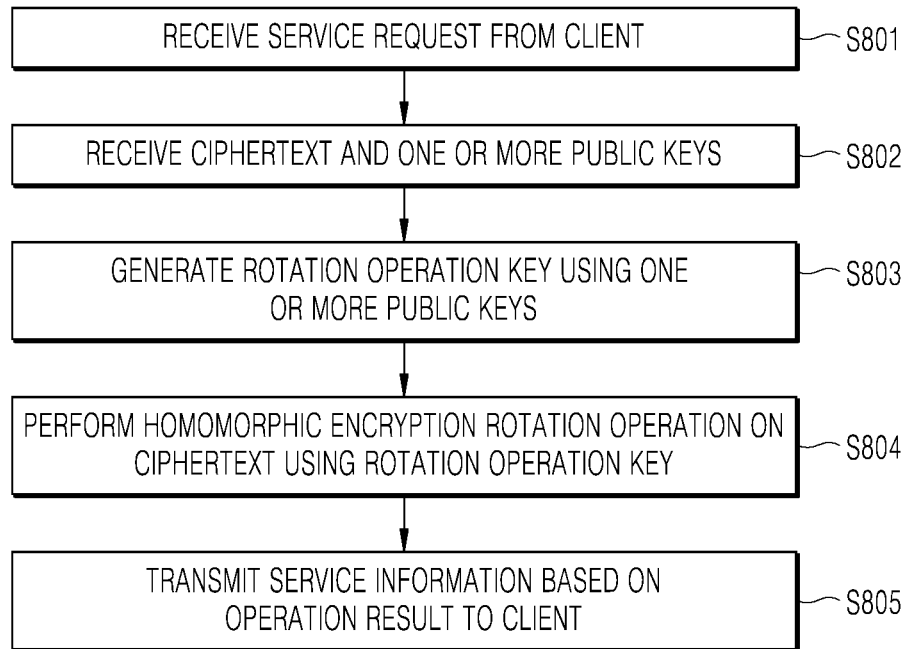 RECEIVE SERVICE REQUEST FROM CLIENT
S801
RECEIVE CIPHERTEXT AND ONE OR MORE PUBLIC KEYS
S802
GENERATE ROTATION OPERATION KEY USING ONE
OR MORE PUBLIC KEYS
S803
PERFORM HOMOMORPHIC ENCRYPTION ROTATION OPERATION ON
CIPHERTEXT USING ROTATION OPERATION KEY
S804
TRANSMIT SERVICE INFORMATION BASED ON
OPERATION RESULT TO CLIENT
S805